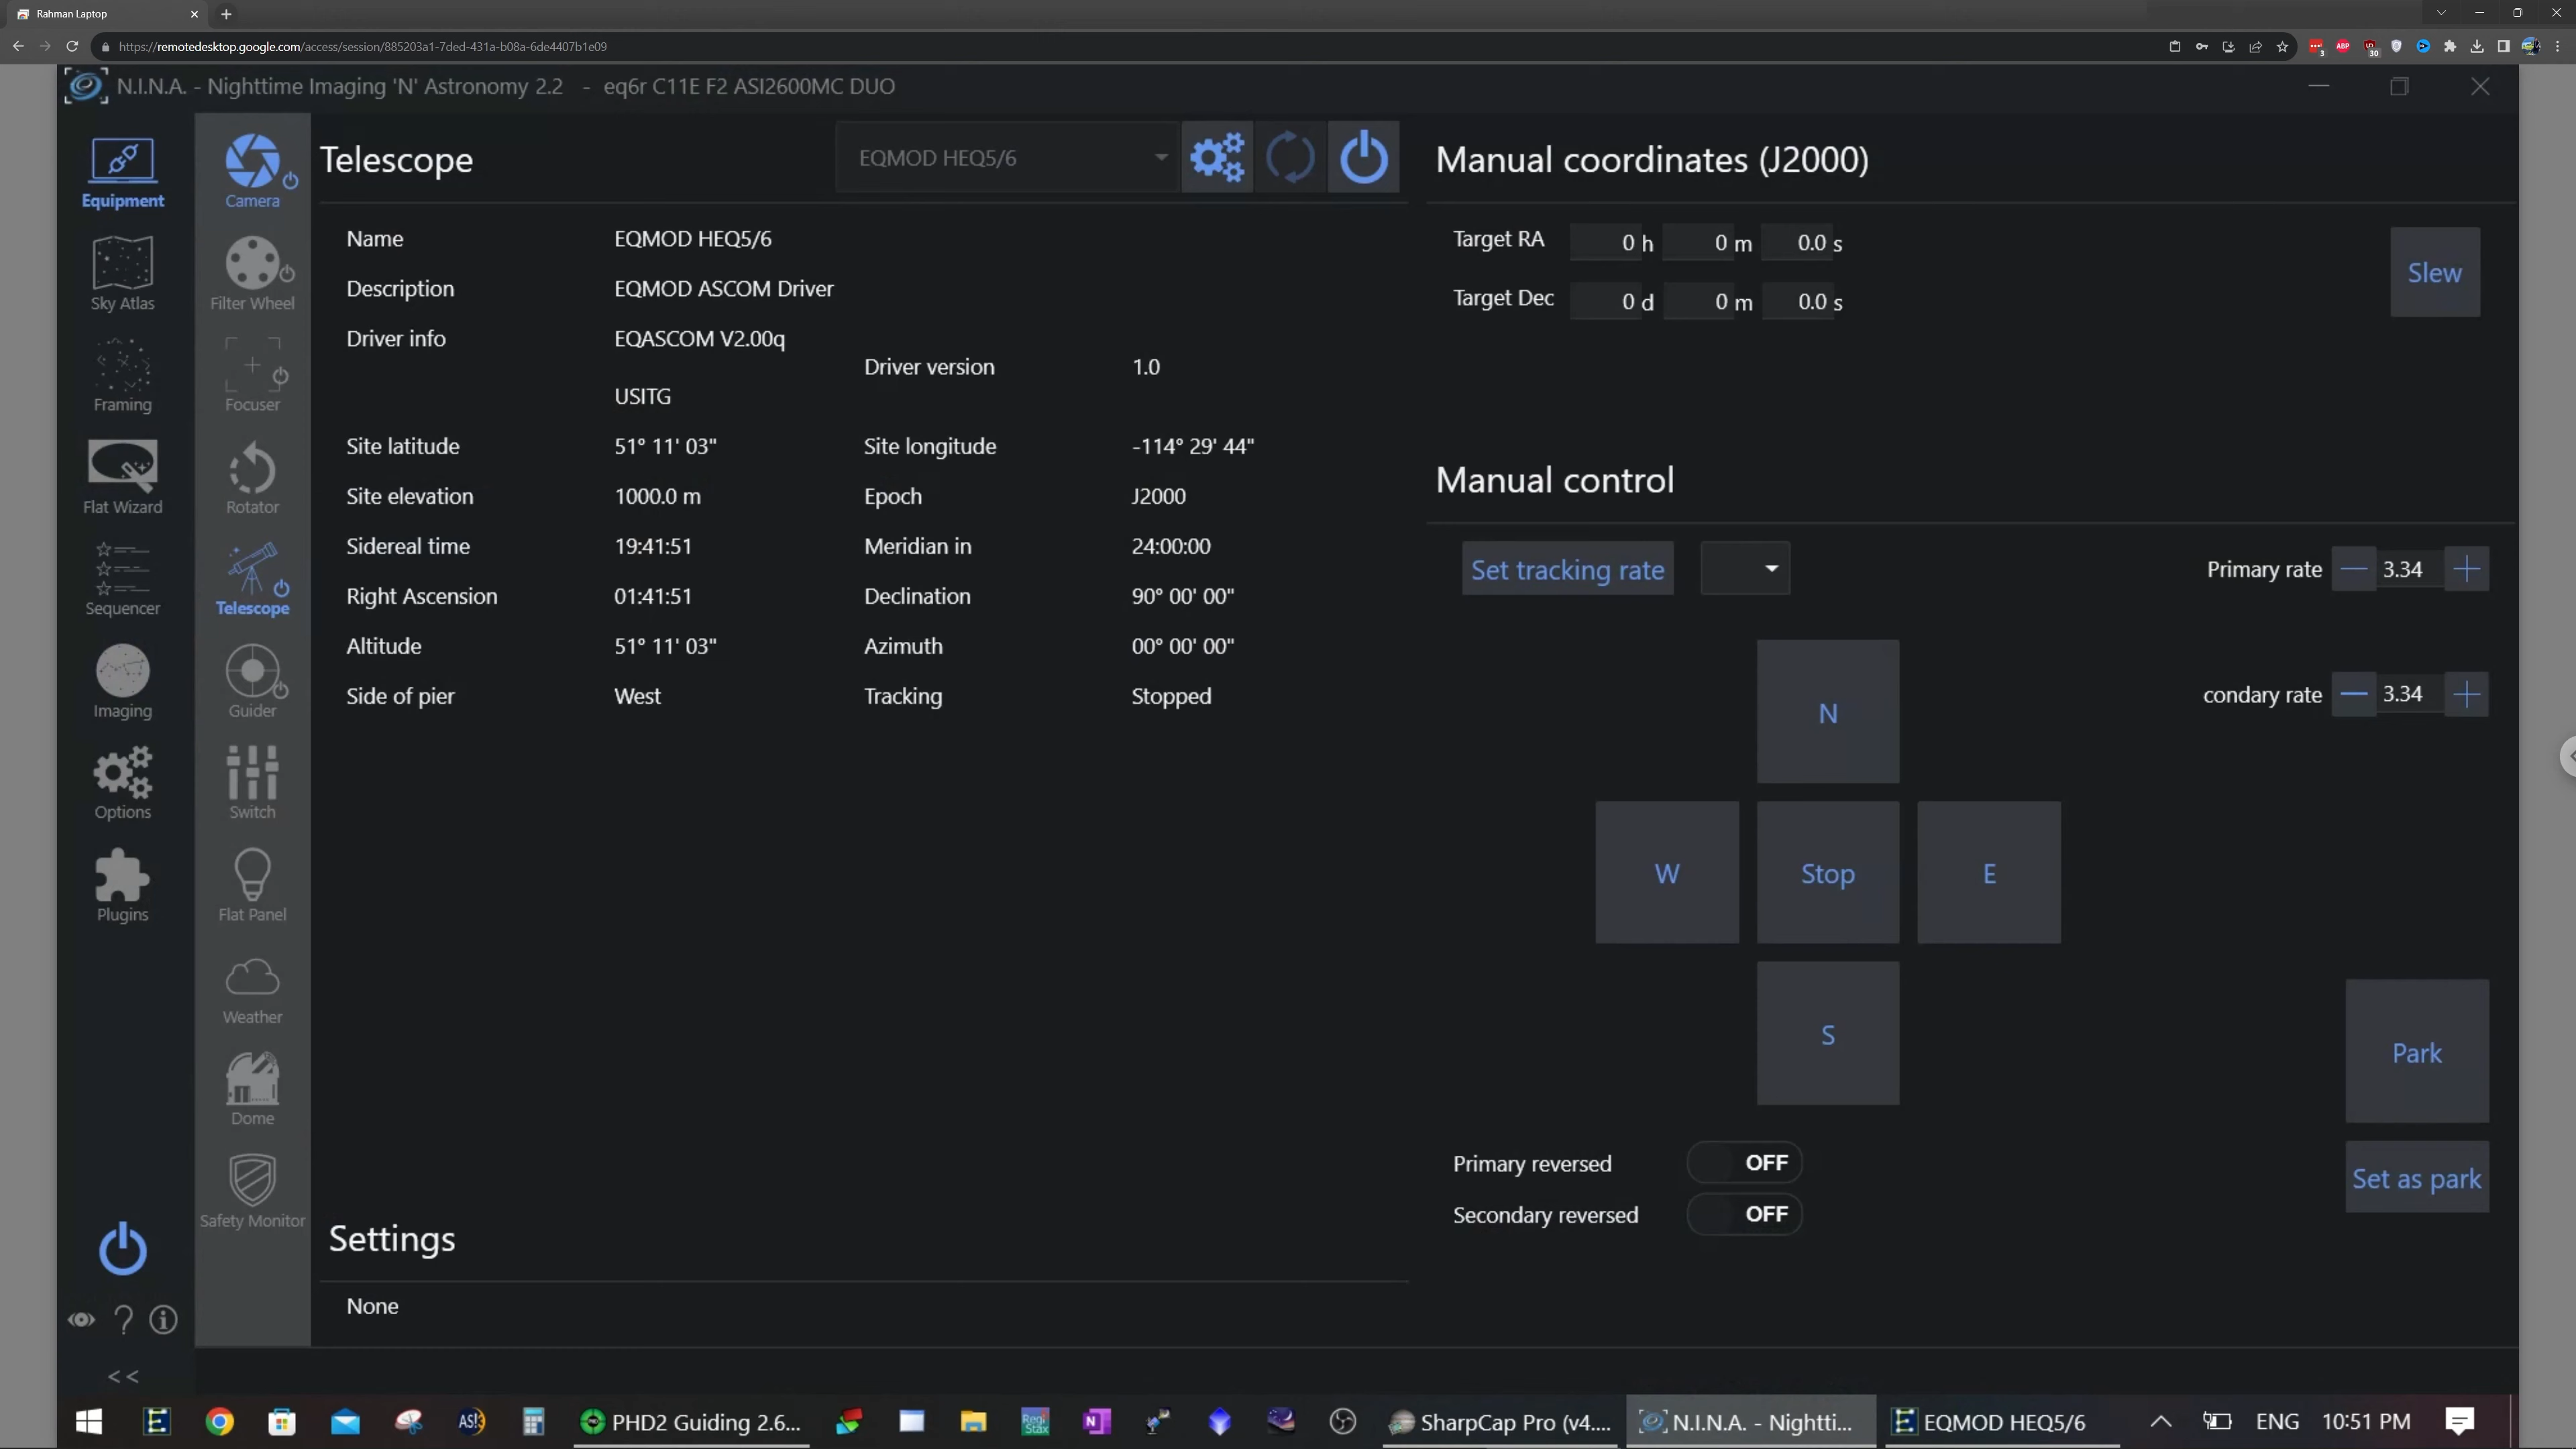 Rahman Laptop
https://remotedesktop.google.com/access/session/885203a1-7ded-431a-b08a-6de4407b1e09
3
ABP
30
N.I.N.A. - Nighttime Imaging 'N' Astronomy 2.2 - eq6r C11E F2 ASI2600MC DUO
Equipment
Sky Atlas
Framing
Flat Wizard
Sequencer
Imaging
Options
Plugins
<<
Camera
Filter Wheel
Focuser
Rotator
Telescope
Guider
Switch
Flat Panel
Weather
Dome
Safety Monitor
Telescope
EQMOD HEQ5/6
Name EQMOD HEQ5/6
Description EQMOD ASCOM Driver
Driver info EQASCOM V2.00q
USITG
Driver version 1.0
Site latitude 51° 11' 03" Site longitude -114° 29' 44"
Site elevation 1000.0 m Epoch J2000
Sidereal time 19:41:51 Meridian in 24:00:00
Right Ascension 01:41:51 Declination 90° 00' 00"
Altitude 51° 11' 03" Azimuth 00° 00' 00"
Side of pier West Tracking Stopped
Settings
None
Manual coordinates (J2000)
Target RA 0 h 0 m 0.0 s
Target Dec 0 d 0 m 0.0 s
Slew
Manual control
Set tracking rate
Primary rate 3.34
condary rate 3.34
N
W Stop E
S
Park
Set as park
Primary reversed OFF
Secondary reversed OFF
PHD2 Guiding 2.6...
SharpCap Pro (v4....
N.I.N.A. - Nightti...
EQMOD HEQ5/6
ENG
10:51 PM